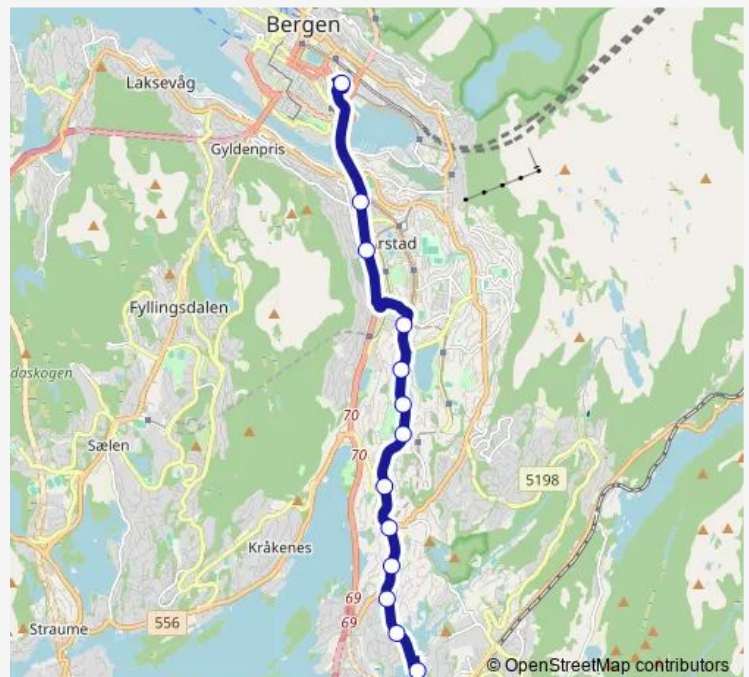 Bergen
Laksevåg
Gyldenpris
rstad
Fyllingsdalen
daskogen
70
70
Sælen
5198
Kråkenes
69
69
556
Straume
© OpenStreetMap contributors